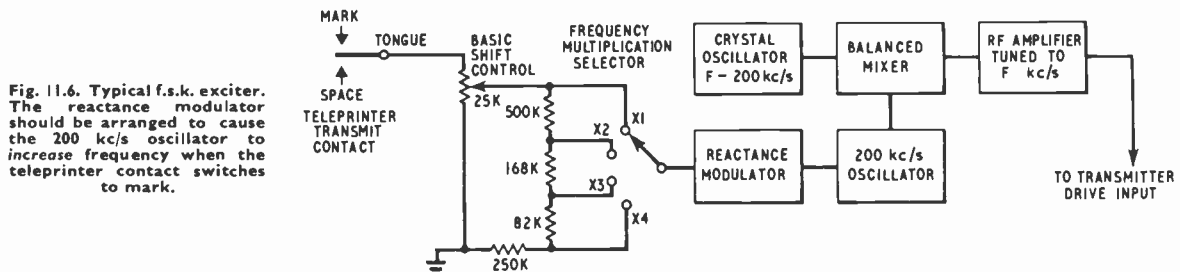 Fig. 11.6. Typical f.s.k. exciter.
The reactance modulator
should be arranged to cause
the 200 kc/s oscillator to
increase frequency when the
teleprinter contact switches
to mark.
MARK
TONGUE
SPACE
TELEPRINTER
TRANSMIT
CONTACT
BASIC
SHIFT
CONTROL
25K
FREQUENCY
MULTIPLICATION
SELECTOR
500K
X1
X2
168K
X3
82K
X4
250K
REACTANCE
MODULATOR
200 kc/s
OSCILLATOR
CRYSTAL
OSCILLATOR
F – 200 kc/s
BALANCED
MIXER
RF AMPLIFIER
TUNED TO
F kc/s
TO TRANSMITTER
DRIVE INPUT